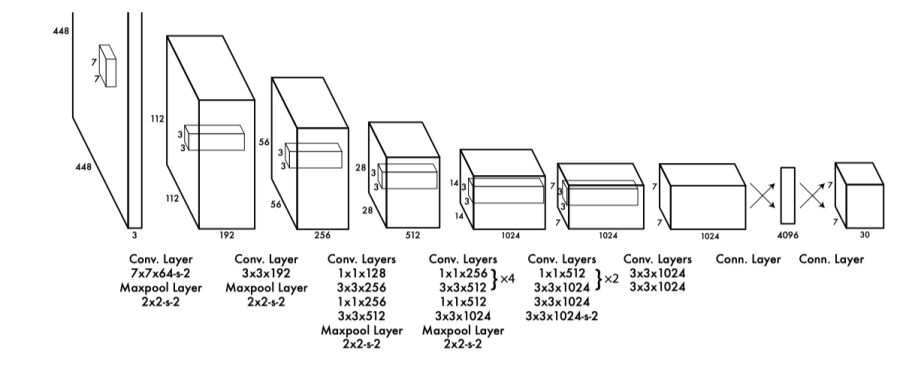 448
7
7
448
3
112
3
3
112
192
56
3
3
56
256
28
3
3
28
512
14
3
3
14
1024
7
3
3
7
1024
7
7
1024
4096
7
7
30
Conv. Layer
7x7x64-s-2
Maxpool Layer
2x2-s-2
Conv. Layer
3x3x192
Maxpool Layer
2x2-s-2
Conv. Layers
1x1x128
3x3x256
1x1x256
3x3x512
Maxpool Layer
2x2-s-2
Conv. Layers
1x1x256
3x3x512
}x4
1x1x512
3x3x1024
Maxpool Layer
2x2-s-2
Conv. Layers
1x1x512
3x3x1024
}x2
3x3x1024
3x3x1024-s-2
Conv. Layers
3x3x1024
3x3x1024
Conn. Layer
Conn. Layer